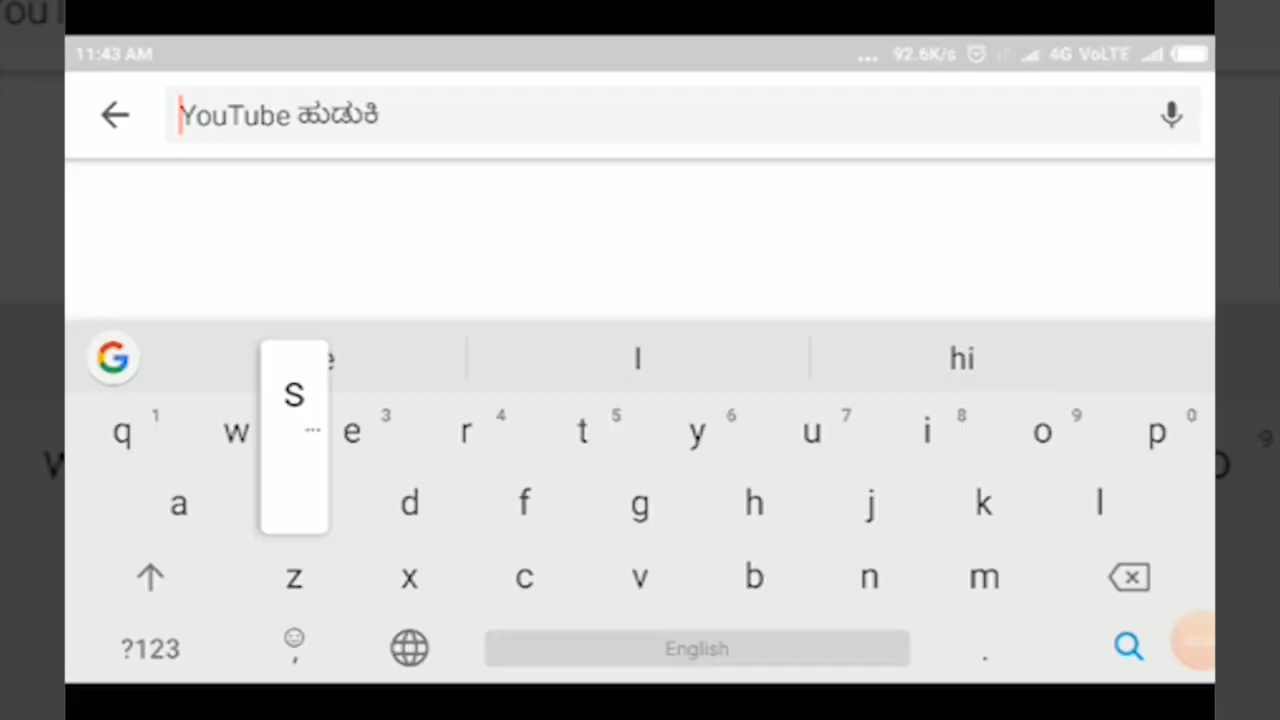 11:43 AM ... 92.6K/s 4G VoLTE
YouTube ಹುಡುಕಿ
I hi
S
q 1 w e 3 r 4 t 5 y 6 u 7 i 8 o 9 p 0
a d f g h j k l
z x c v b n m
?123 , English .